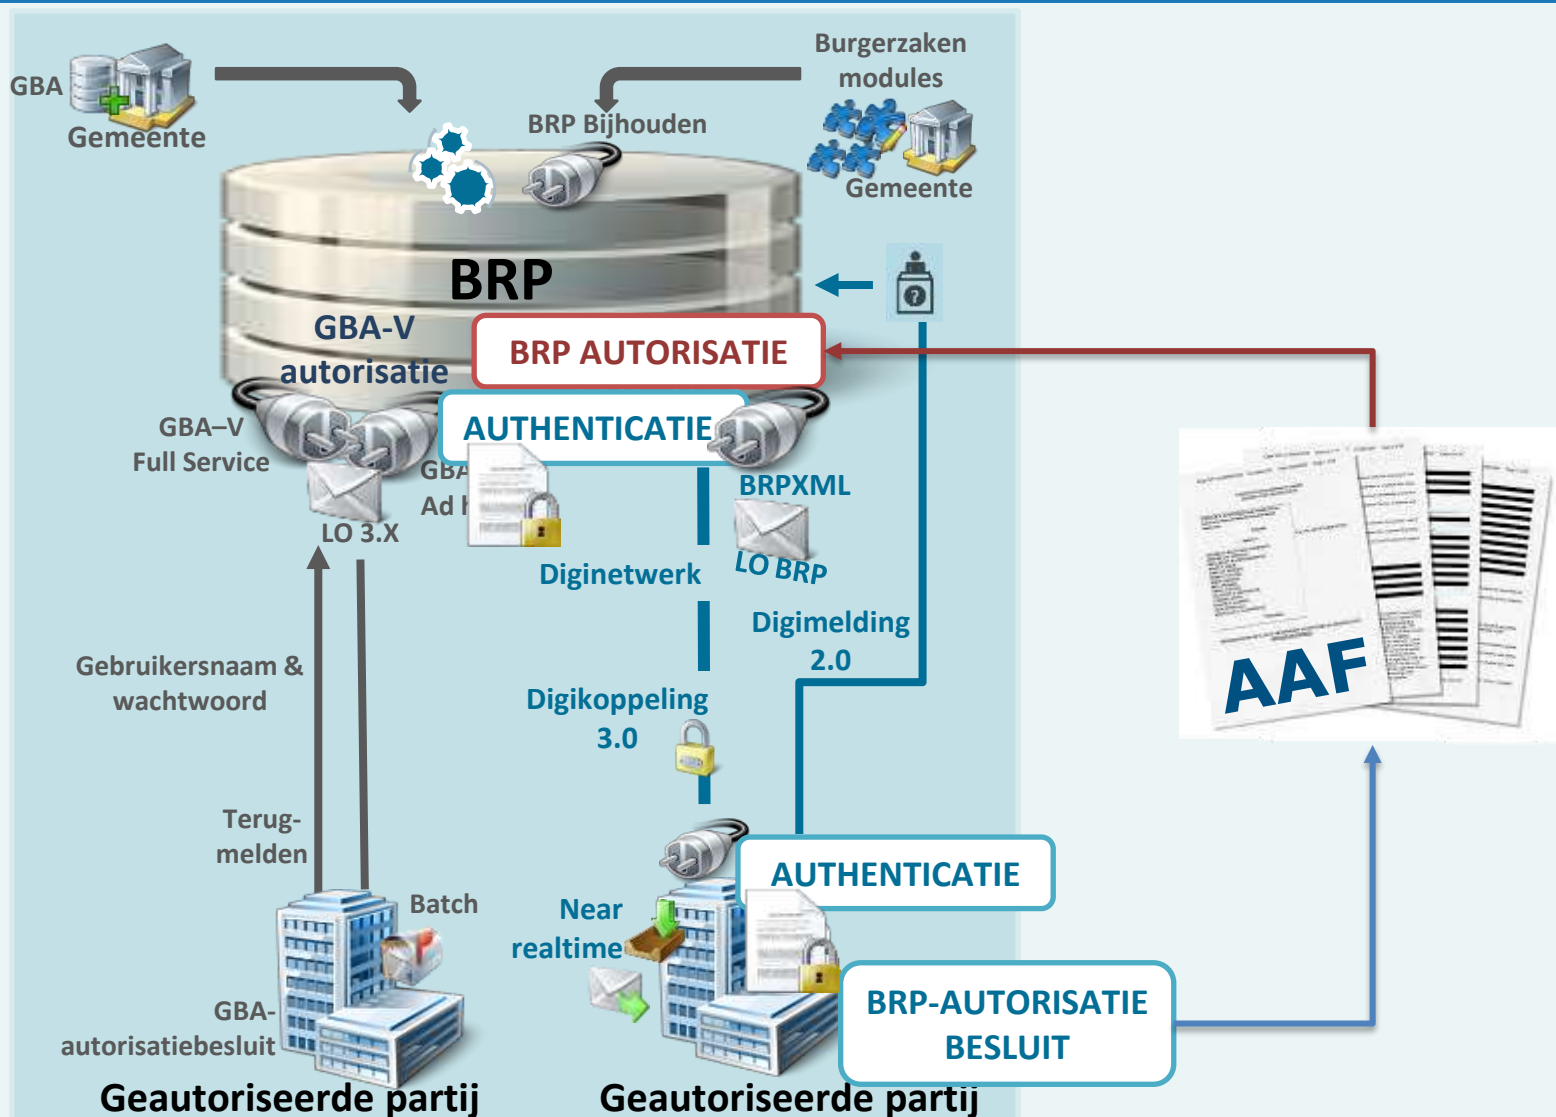 GBA
Gemeente
Burgerzaken
modules
BRP Bijhouden
Gemeente
BRP
GBA-V
autorisatie
BRP AUTORISATIE
AUTHENTICATIE
GBA–V
Full Service
GBA
Ad h
LO 3.X
BRPXML
LO BRP
Diginetwerk
Digimelding
2.0
Gebruikersnaam &
wachtwoord
Digikoppeling
3.0
AAF
Terug-
melden
AUTHENTICATIE
Batch
Near
realtime
GBA-
autorisatiebesluit
BRP-AUTORISATIE
BESLUIT
Geautoriseerde partij
Geautoriseerde partij